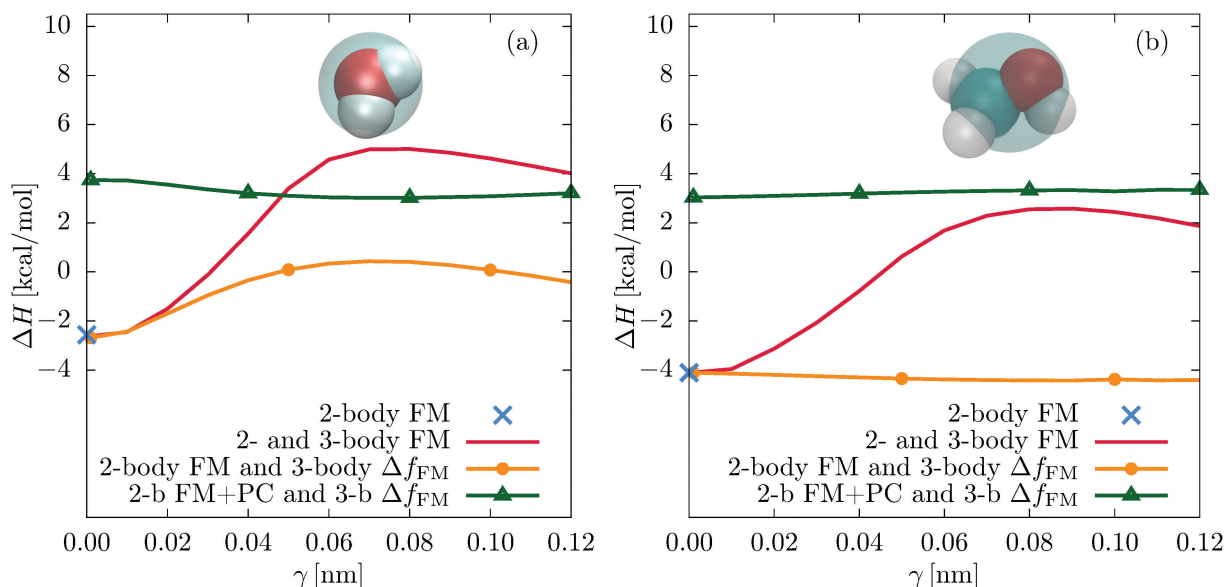 (a)
ΔH [kcal/mol]
10
8
6
4
2
0
−2
−4
2-body FM
2- and 3-body FM
2-body FM and 3-body Δf_FM
2-b FM+PC and 3-b Δf_FM
0.00 0.02 0.04 0.06 0.08 0.10 0.12
γ [nm]
(b)
ΔH [kcal/mol]
10
8
6
4
2
0
−2
−4
2-body FM
2- and 3-body FM
2-body FM and 3-body Δf_FM
2-b FM+PC and 3-b Δf_FM
0.00 0.02 0.04 0.06 0.08 0.10 0.12
γ [nm]